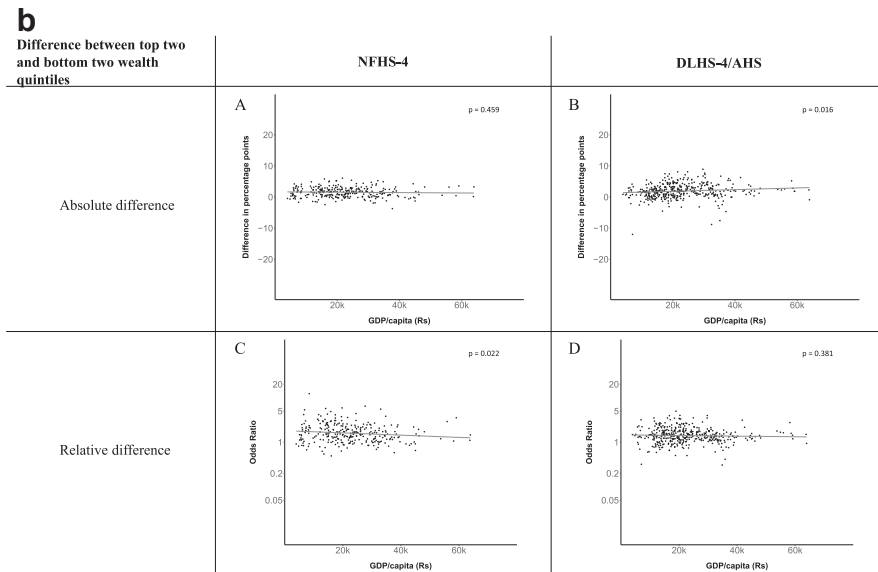 b
Difference between top two
and bottom two wealth
quintiles
NFHS-4
DLHS-4/AHS
Absolute difference
A
p = 0.459
Difference in percentage points
20
10
0
−10
−20
20k 40k 60k
GDP/capita (Rs)
B
p = 0.016
Difference in percentage points
20
10
0
−10
−20
20k 40k 60k
GDP/capita (Rs)
Relative difference
C
p = 0.022
Odds Ratio
20
5
1
0.2
0.05
20k 40k 60k
GDP/capita (Rs)
D
p = 0.381
Odds Ratio
20
5
1
0.2
0.05
20k 40k 60k
GDP/capita (Rs)